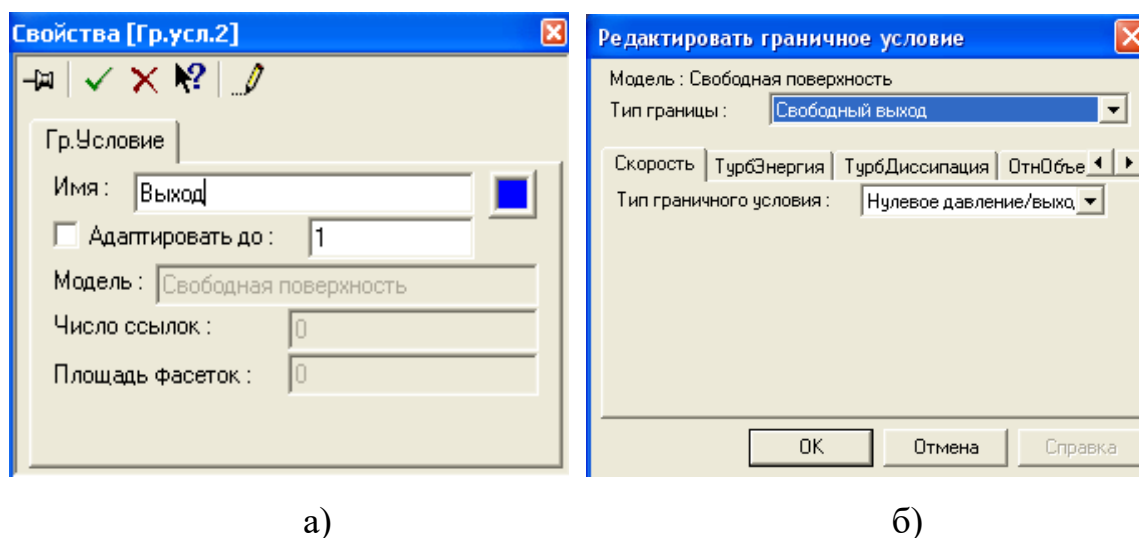 Свойства [Гр.усл.2]
Гр.Условие
Имя :
Выход
Адаптировать до :
1
Модель :
Свободная поверхность
Число ссылок :
0
Площадь фасеток :
0
а)
Редактировать граничное условие
Модель : Свободная поверхность
Тип границы :
Свободный выход
Скорость ТурбЭнергия ТурбДиссипация ОтнОбъе
Тип граничного условия :
Нулевое давление/выхо,
OK Отмена Справка
б)